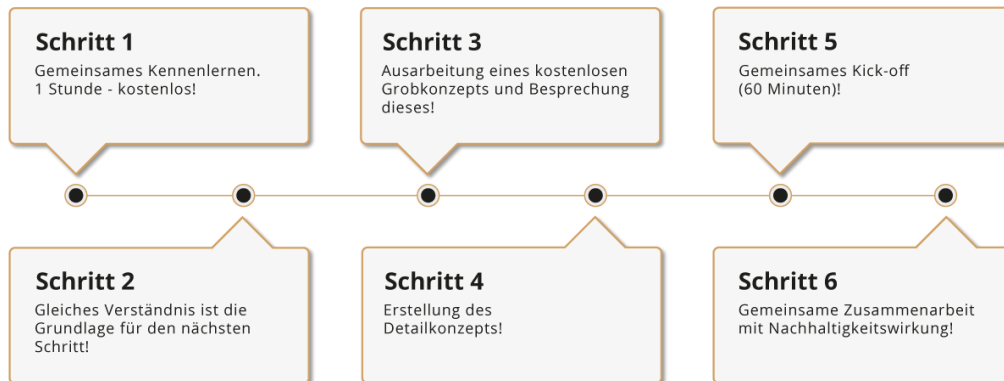 Schritt 1
Gemeinsames Kennenlernen.
1 Stunde - kostenlos!
Schritt 2
Gleiches Verständnis ist die
Grundlage für den nächsten
Schritt!
Schritt 3
Ausarbeitung eines kostenlosen
Grobkonzepts und Besprechung
dieses!
Schritt 4
Erstellung des
Detailkonzepts!
Schritt 5
Gemeinsames Kick-off
(60 Minuten)!
Schritt 6
Gemeinsame Zusammenarbeit
mit Nachhaltigkeitswirkung!